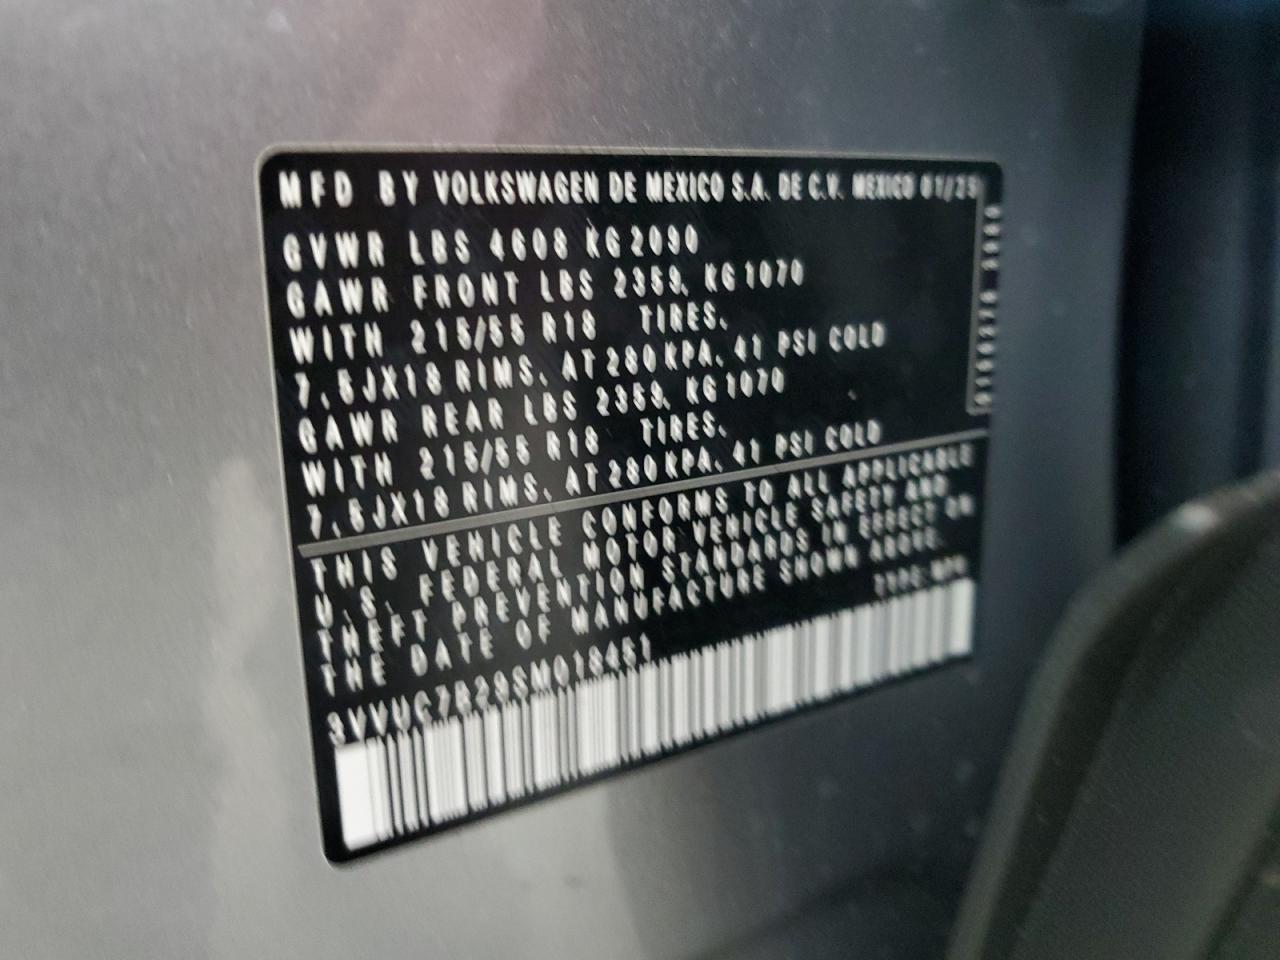 MFD BY VOLKSWAGEN DE MEXICO S.A. DE C.V. MEXICO 01/25
GVWR LBS 4608 KG 2090
GAWR FRONT LBS 2359, KG 1070
WITH 215/55 R18 TIRES,
7.5JX18 RIMS, AT 280 KPA, 41 PSI COLD
GAWR REAR LBS 2359, KG 1070
WITH 215/55 R18 TIRES,
7.5JX18 RIMS, AT 280 KPA, 41 PSI COLD
THIS VEHICLE CONFORMS TO ALL APPLICABLE
U.S. FEDERAL MOTOR VEHICLE SAFETY AND
THEFT PREVENTION STANDARDS IN EFFECT ON
THE DATE OF MANUFACTURE SHOWN ABOVE.
TYPE: MPV